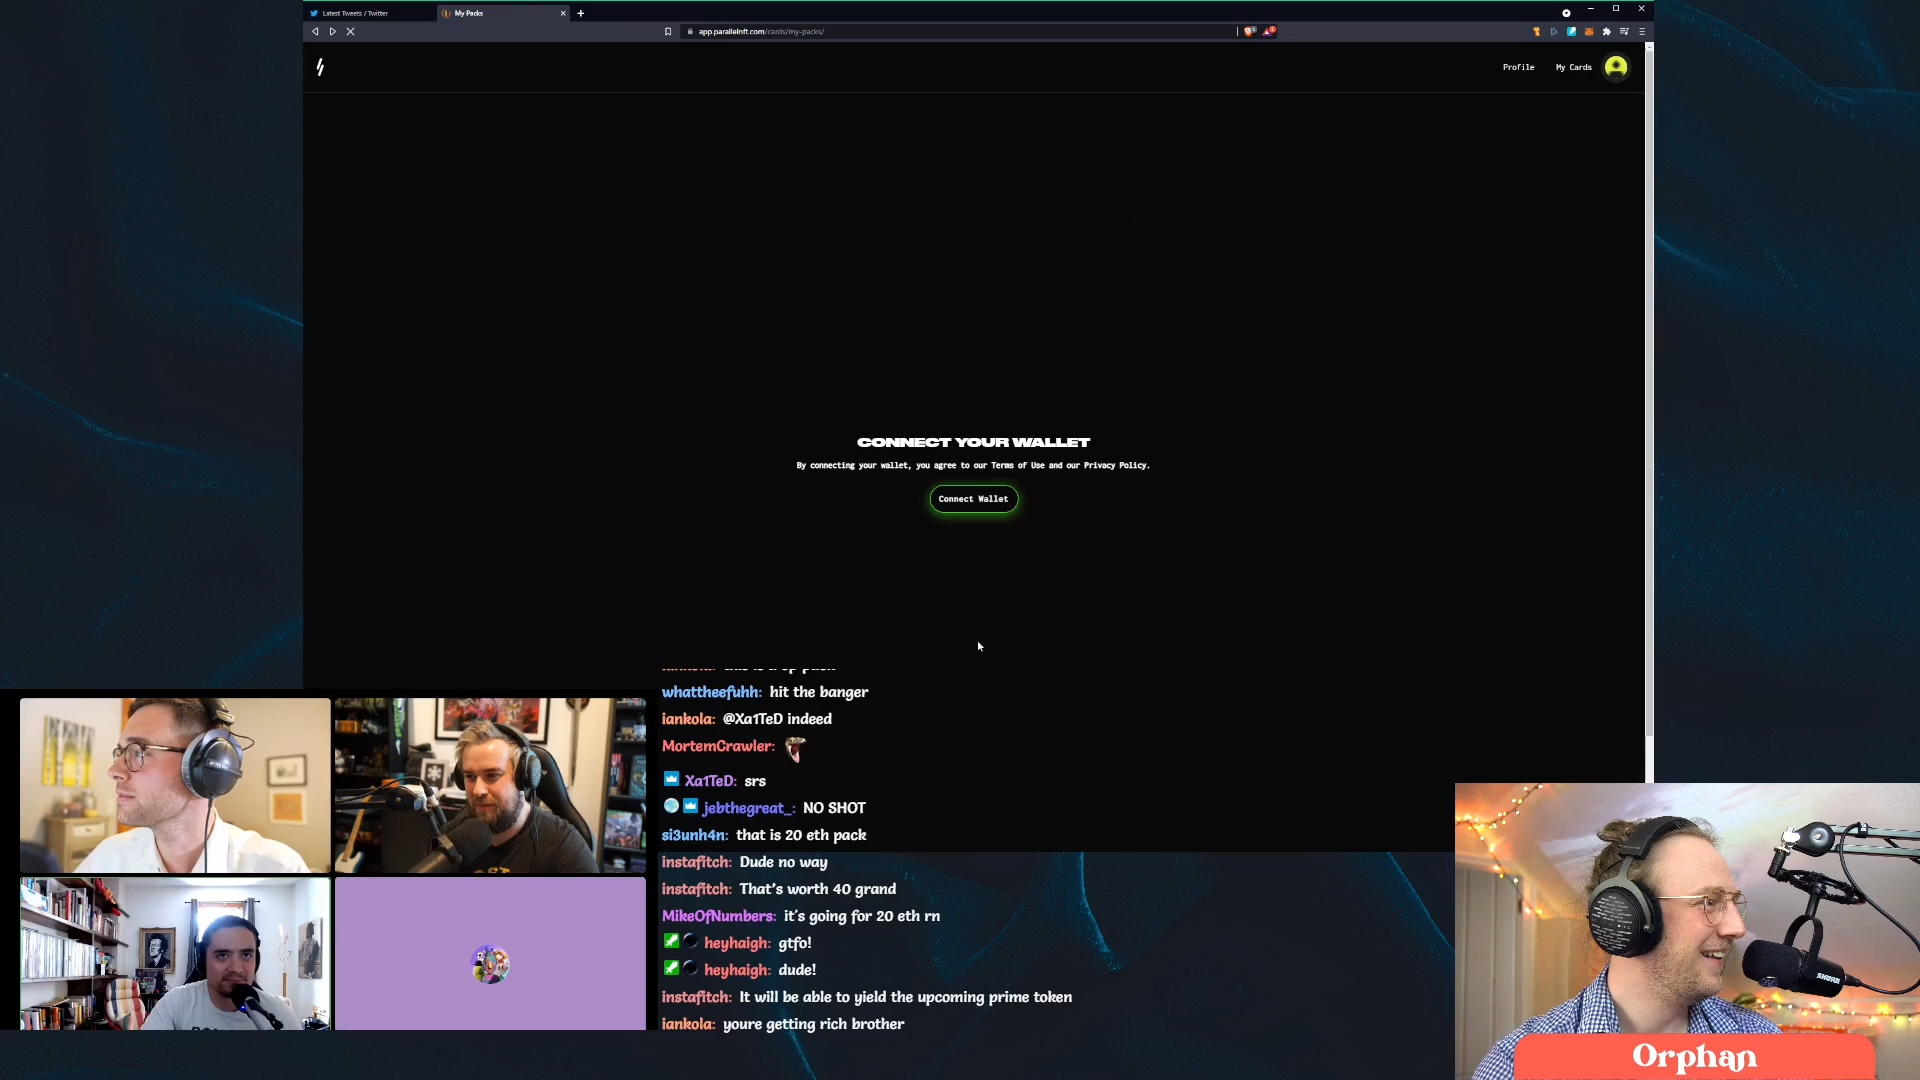 Latest Tweets / Twitter
My Packs
app.parallelnft.com/cards/my-packs/
Profile
My Cards
CONNECT YOUR WALLET
By connecting your wallet, you agree to our Terms of Use and our Privacy Policy.
Connect Wallet
whattheefuhh: hit the banger
iankola: @Xa1TeD indeed
MortemCrawler:
Xa1TeD: srs
jebthegreat_: NO SHOT
si3unh4n: that is 20 eth pack
instafitch: Dude no way
instafitch: That's worth 40 grand
MikeOfNumbers: it's going for 20 eth rn
heyhaigh: gtfo!
heyhaigh: dude!
instafitch: It will be able to yield the upcoming prime token
iankola: youre getting rich brother
SHURE
Orphan